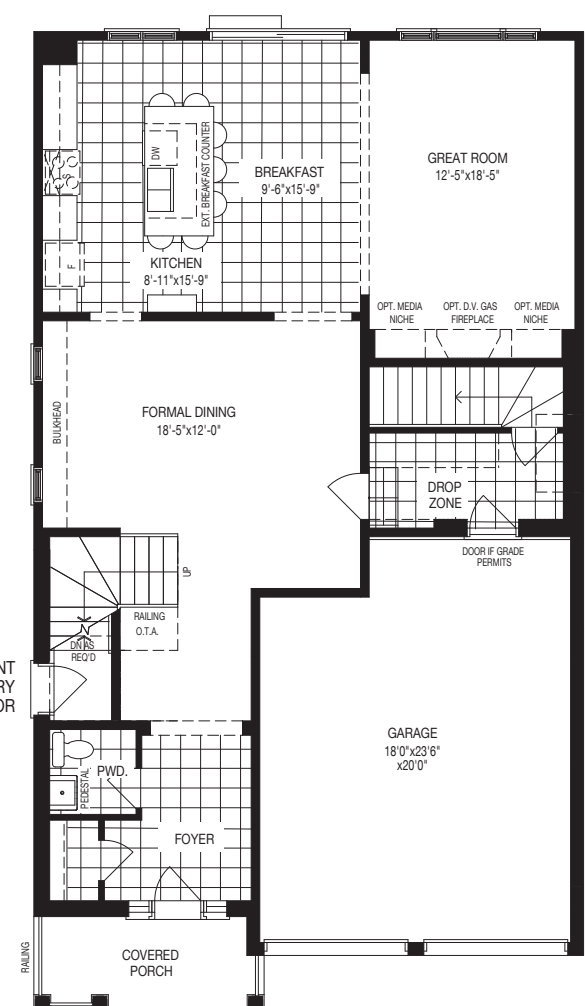 DW
EXT. BREAKFAST COUNTER
BREAKFAST
9'-6"x15'-9"
GREAT ROOM
12'-5"x18'-5"
S
F
KITCHEN
8'-11"x15'-9"
OPT. MEDIA
NICHE
OPT. D.V. GAS
FIREPLACE
OPT. MEDIA
NICHE
BULKHEAD
FORMAL DINING
18'-5"x12'-0"
DROP
ZONE
DOOR IF GRADE
PERMITS
UP
RAILING
O.T.A.
DN AS
REQ'D
NT
RY
OR
GARAGE
18'0"x23'6"
x20'0"
PWD.
PEDESTAL
FOYER
RAILING
COVERED
PORCH